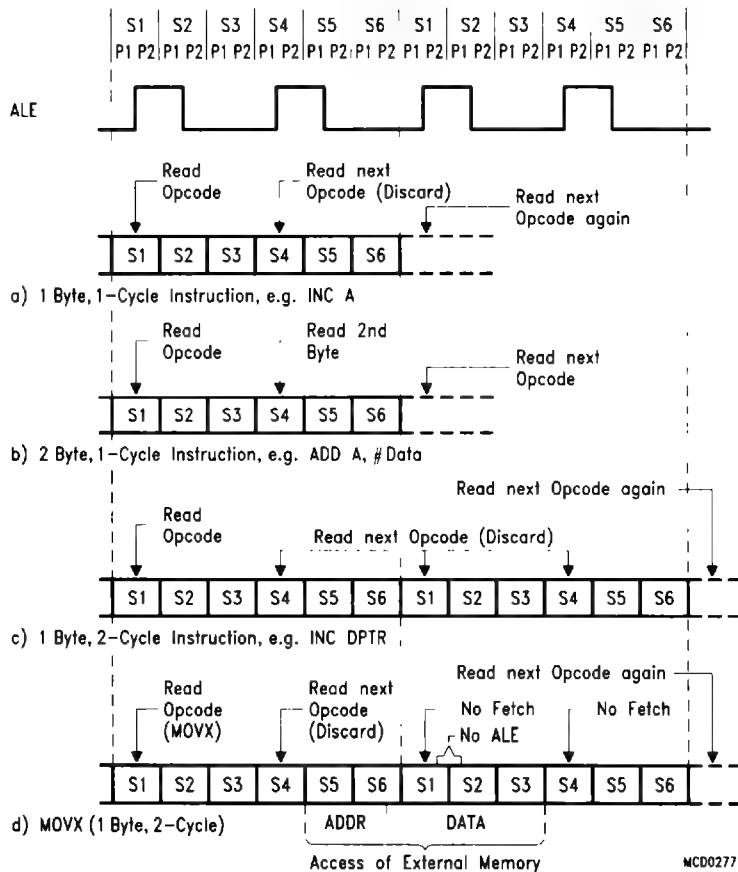 S1 S2 S3 S4 S5 S6 S1 S2 S3 S4 S5 S6
P1 P2 P1 P2 P1 P2 P1 P2 P1 P2 P1 P2 P1 P2 P1 P2 P1 P2 P1 P2 P1 P2 P1 P2
ALE
Read Opcode
Read next Opcode (Discard)
Read next Opcode again
S1 S2 S3 S4 S5 S6
a) 1 Byte, 1-Cycle Instruction, e.g. INC A
Read Opcode
Read 2nd Byte
Read next Opcode
S1 S2 S3 S4 S5 S6
b) 2 Byte, 1-Cycle Instruction, e.g. ADD A, #Data
Read next Opcode again
Read Opcode
Read next Opcode (Discard)
S1 S2 S3 S4 S5 S6 S1 S2 S3 S4 S5 S6
c) 1 Byte, 2-Cycle Instruction, e.g. INC DPTR
Read next Opcode again
Read Opcode (MOVX)
Read next Opcode (Discard)
No Fetch
No ALE
No Fetch
S1 S2 S3 S4 S5 S6 S1 S2 S3 S4 S5 S6
d) MOVX (1 Byte, 2-Cycle)
ADDR DATA
Access of External Memory
MCD0277